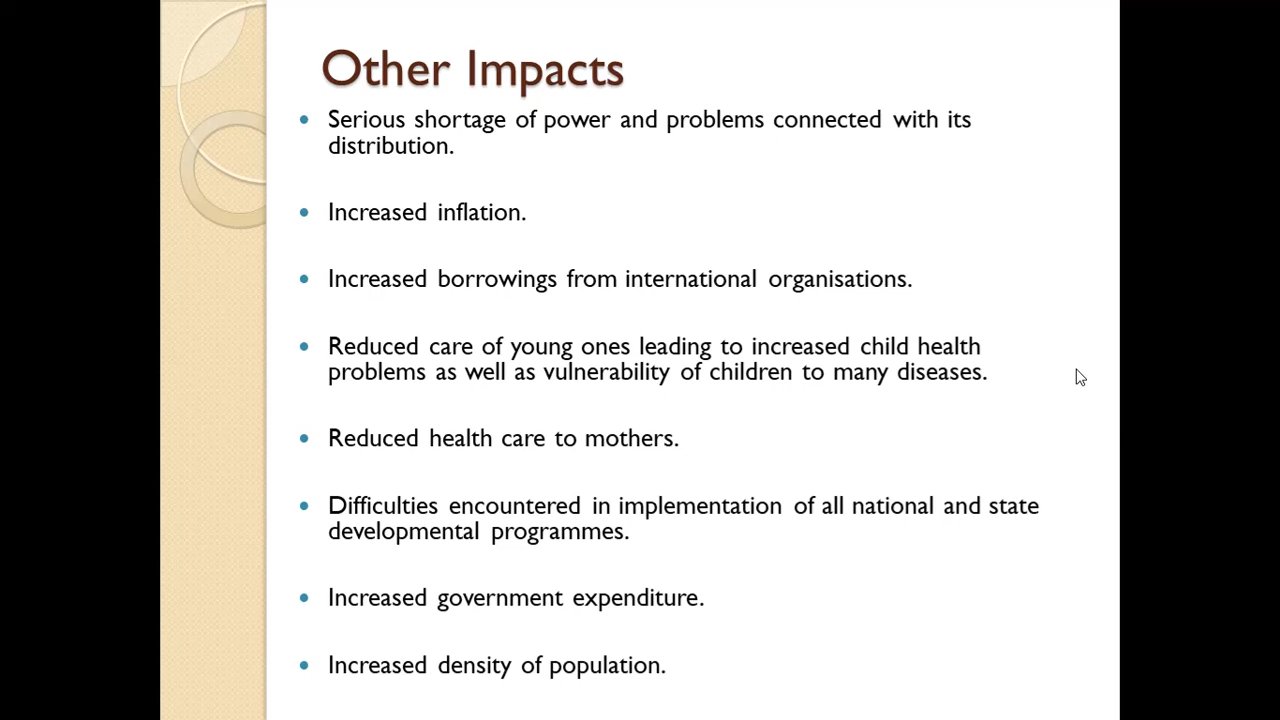 Other Impacts
• Serious shortage of power and problems connected with its
distribution.
• Increased inflation.
• Increased borrowings from international organisations.
• Reduced care of young ones leading to increased child health
problems as well as vulnerability of children to many diseases.
• Reduced health care to mothers.
• Difficulties encountered in implementation of all national and state
developmental programmes.
• Increased government expenditure.
• Increased density of population.